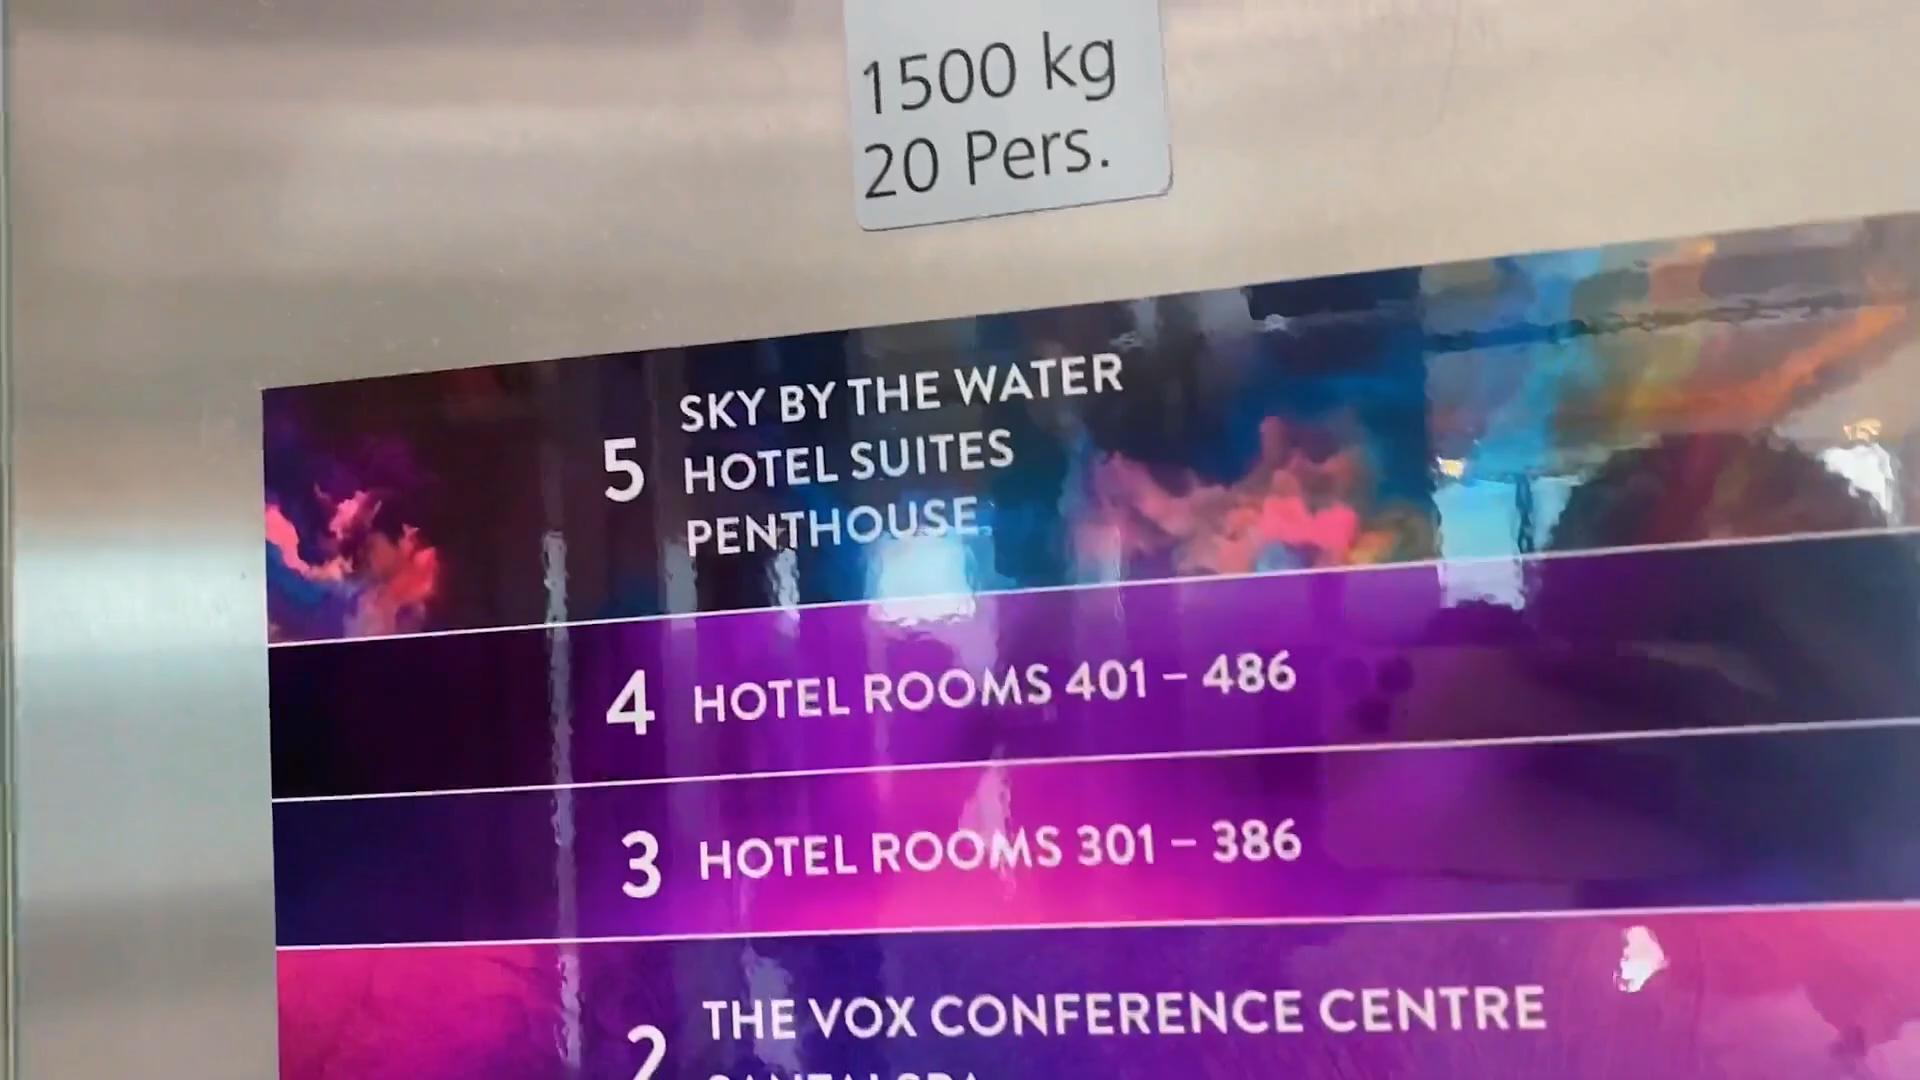 1500 kg
20 Pers.
5
SKY BY THE WATER
HOTEL SUITES
PENTHOUSE
4 HOTEL ROOMS 401 – 486
3 HOTEL ROOMS 301 – 386
2 THE VOX CONFERENCE CENTRE